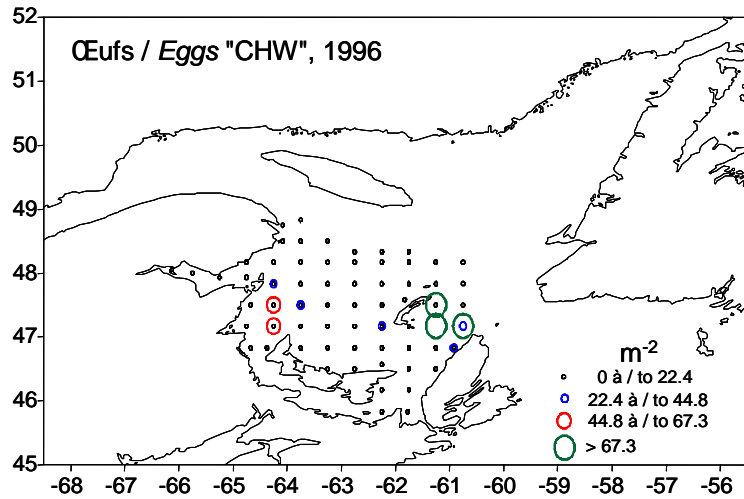 52
Œufs / Eggs "CHW", 1996
51
50
49
48
47
m-2
0 à / to 22.4
46
22.4 à / to 44.8
44.8 à / to 67.3
> 67.3
45
-68 -67 -66 -65 -64 -63 -62 -61 -60 -59 -58 -57 -56 -55